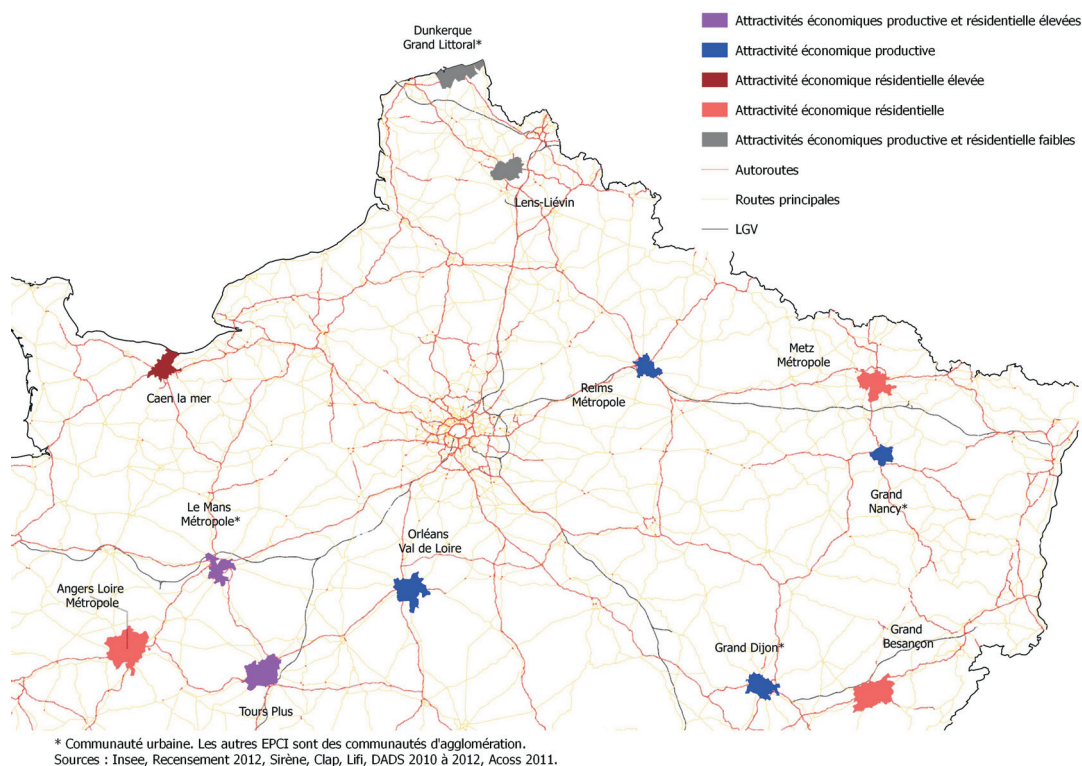 Attractivités économiques productive et résidentielle élevées
Attractivité économique productive
Attractivité économique résidentielle élevée
Attractivité économique résidentielle
Attractivités économiques productive et résidentielle faibles
Autoroutes
Routes principales
LGV
Dunkerque
Grand Littoral*
Lens-Liévin
Caen la mer
Reims
Métropole
Metz
Métropole
Grand
Nancy*
Le Mans
Métropole*
Orléans
Val de Loire
Angers Loire
Métropole
Tours Plus
Grand Dijon*
Grand
Besançon
* Communauté urbaine. Les autres EPCI sont des communautés d'agglomération.
Sources : Insee, Recensement 2012, Sirène, Clap, Lifi, DADS 2010 à 2012, Acoss 2011.